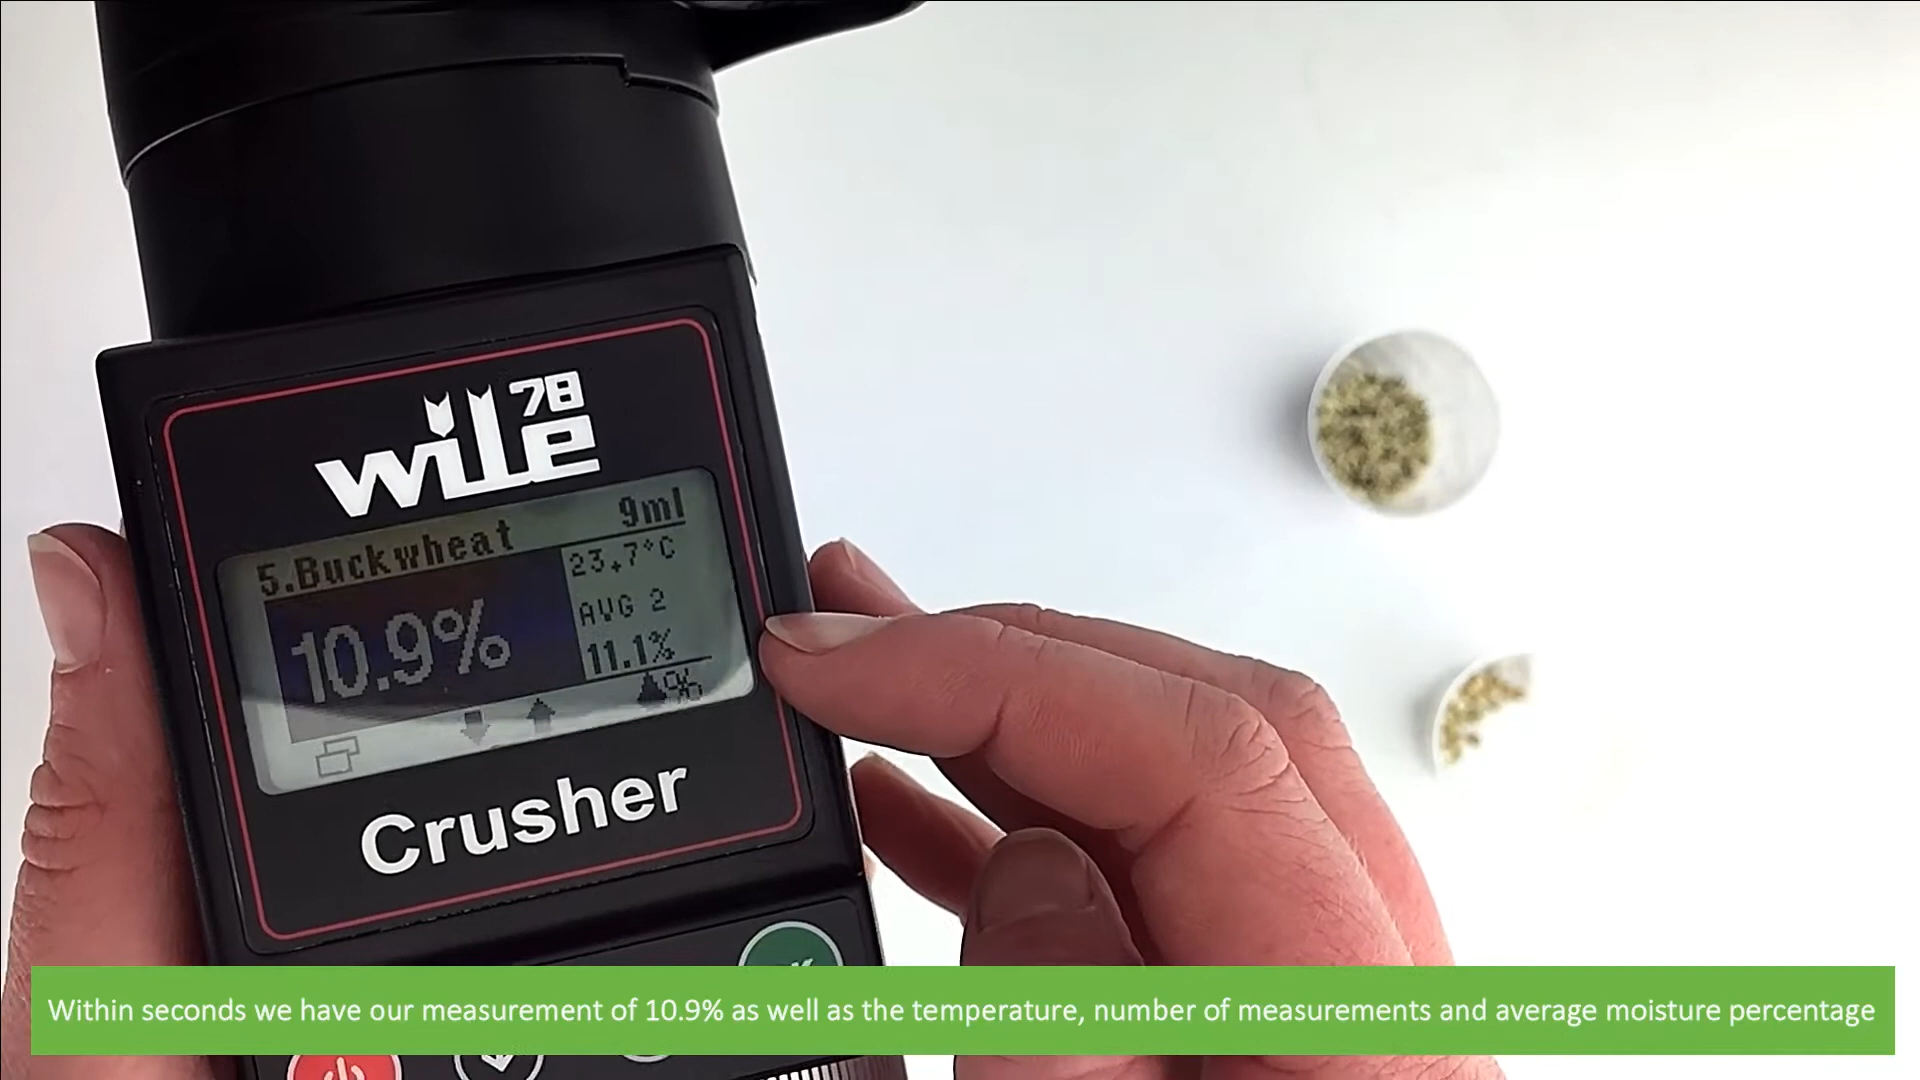 wile 78
5.Buckwheat 9ml
10.9%
23.7°C
AVG 2
11.1%
%
Crusher
Within seconds we have our measurement of 10.9% as well as the temperature, number of measurements and average moisture percentage